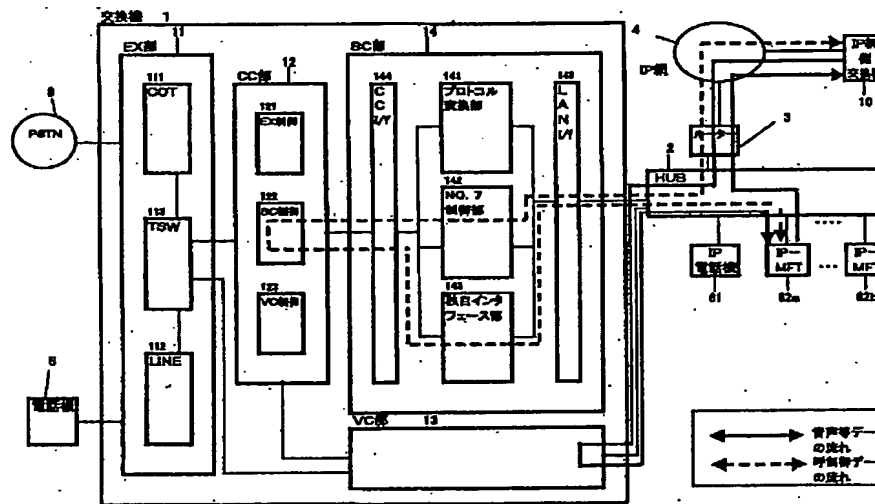 交換機 1
EX部
11
111
COT
113
TSW
112
LINE
9
PSTN
5
電話機
CC部
12
121
EX制御
122
SC制御
123
VC制御
SC部
14
144
CC I/F
141
プロトコル
変換部
142
NO. 7
制御部
143
独自インタ
フェース部
LAN I/F
VC部 13
4
IP網
IP網
側
交換機
10
ルータ
3
2
HUB
IP
電話機
61
IP－
MFT
62a
IP－
MFT
音声等デー
の流れ
呼制御デー
の流れ